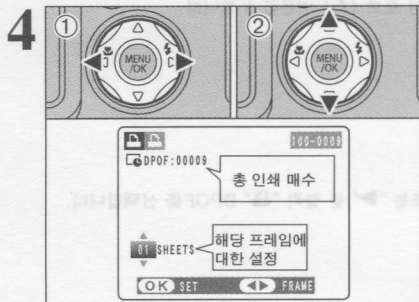 4
① ②
MENU /OK MENU /OK
100-0009
DPOF:00009
총 인쇄 매수
01 SHEETS
해당 프레임에
대한 설정
OK SET ◀▶ FRAME